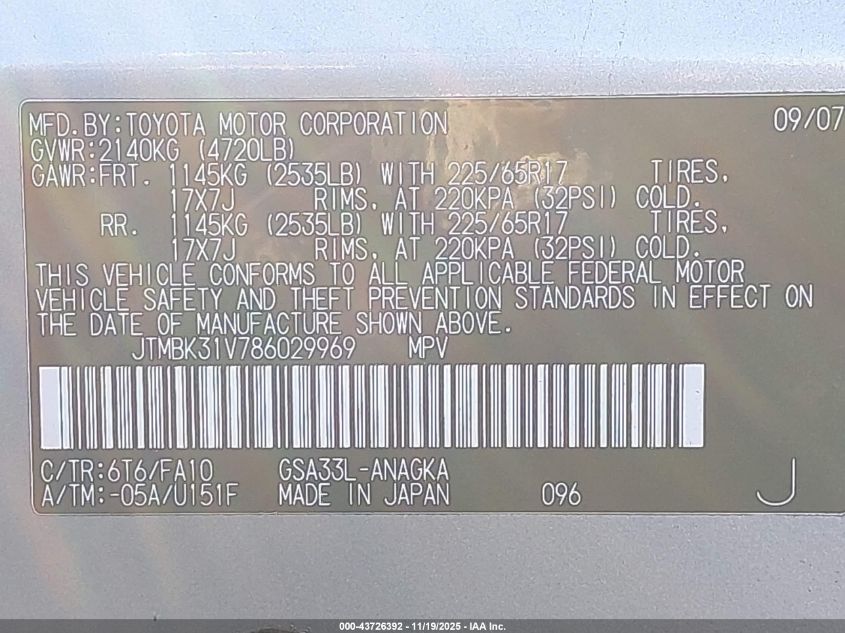 MFD.BY:TOYOTA MOTOR CORPORATION 09/07
GVWR:2140KG (4720LB)
GAWR:FRT. 1145KG (2535LB) WITH 225/65R17 TIRES,
17X7J RIMS, AT 220KPA (32PSI) COLD.
RR. 1145KG (2535LB) WITH 225/65R17 TIRES,
17X7J RIMS, AT 220KPA (32PSI) COLD.
THIS VEHICLE CONFORMS TO ALL APPLICABLE FEDERAL MOTOR
VEHICLE SAFETY AND THEFT PREVENTION STANDARDS IN EFFECT ON
THE DATE OF MANUFACTURE SHOWN ABOVE.
JTMBK31V786029969 MPV
C/TR:6T6/FA10 GSA33L-ANAGKA
A/TM:-05A/U151F MADE IN JAPAN 096 J
000-43726392 - 11/19/2025 - IAA Inc.